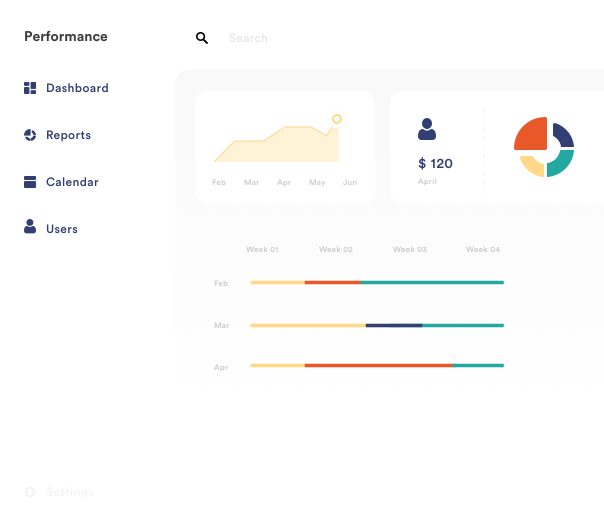 Performance
Search
Dashboard
Reports
Calendar
Users
Feb Mar Apr May Jun
$ 120
April
Week 01 Week 02 Week 03 Week 04
Feb
Mar
Apr
Settings